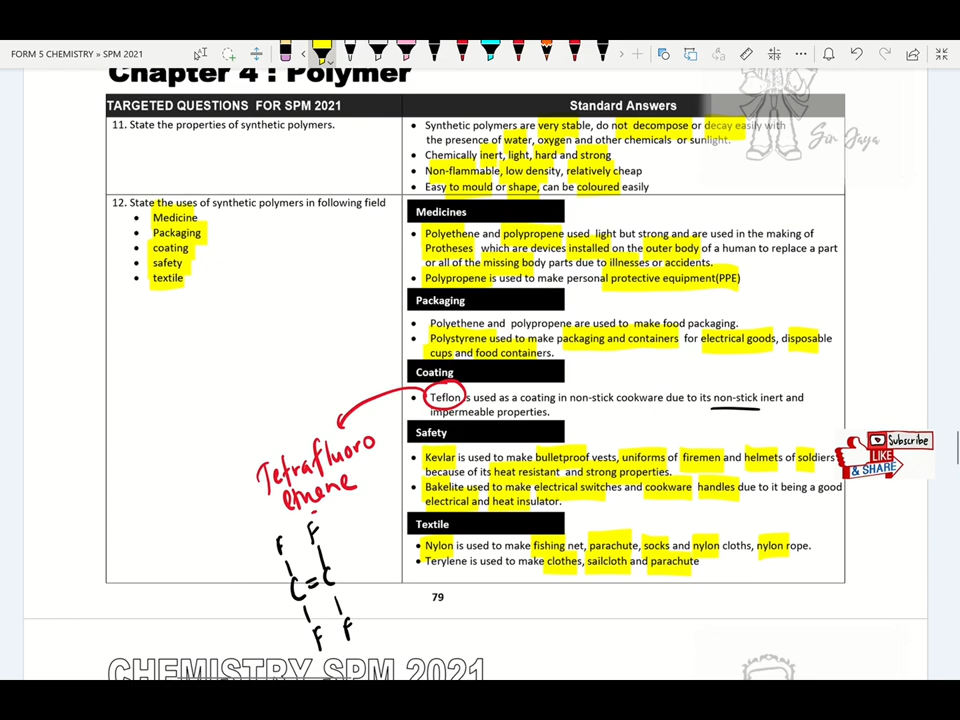 FORM 5 CHEMISTRY » SPM 2021
Chapter 4 : Polymer
TARGETED QUESTIONS FOR SPM 2021
Standard Answers
11. State the properties of synthetic polymers.
• Synthetic polymers are very stable, do not decompose or decay easily with
the presence of water, oxygen and other chemicals or sunlight.
• Chemically inert, light, hard and strong
• Non-flammable, low density, relatively cheap
• Easy to mould or shape, can be coloured easily
Sir Jaya
12. State the uses of synthetic polymers in following field
• Medicine
• Packaging
• coating
• safety
• textile
Medicines
• Polyethene and polypropene used light but strong and are used in the making of
Protheses which are devices installed on the outer body of a human to replace a part
or all of the missing body parts due to illnesses or accidents.
• Polypropene is used to make personal protective equipment(PPE)
Packaging
• Polyethene and polypropene are used to make food packaging.
• Polystyrene used to make packaging and containers for electrical goods, disposable
cups and food containers.
Coating
• Teflon is used as a coating in non-stick cookware due to its non-stick inert and
impermeable properties.
Safety
• Kevlar is used to make bulletproof vests, uniforms of firemen and helmets of soldiers
because of its heat resistant and strong properties.
• Bakelite used to make electrical switches and cookware handles due to it being a good
electrical and heat insulator.
Textile
• Nylon is used to make fishing net, parachute, socks and nylon cloths, nylon rope.
• Terylene is used to make clothes, sailcloth and parachute
Tetrafluoro
ethene
F F
C=C
F F
Subscribe
LIKE
& SHARE
79
CHEMISTRY SPM 2021